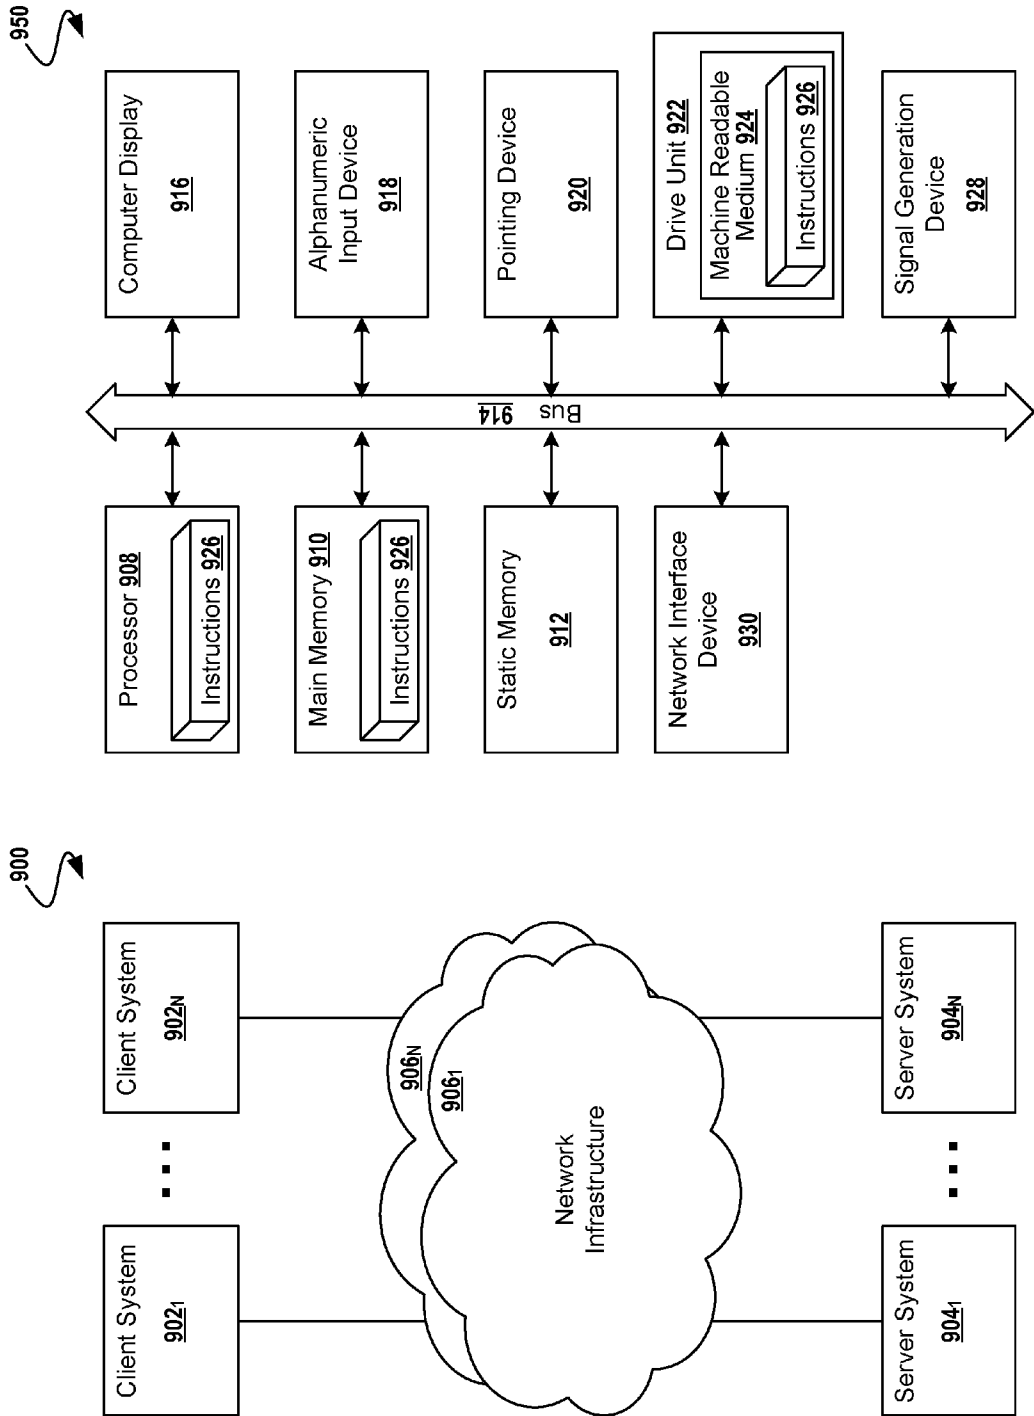 900
Client System
902₁
...
Client System
902N
906N
906₁
Network
Infrastructure
Server System
904₁
...
Server System
904N
950
Processor 908
Instructions 926
Main Memory 910
Instructions 926
Static Memory
912
Network Interface
Device
930
Bus 914
Computer Display
916
Alphanumeric
Input Device
918
Pointing Device
920
Drive Unit 922
Machine Readable
Medium 924
Instructions 926
Signal Generation
Device
928